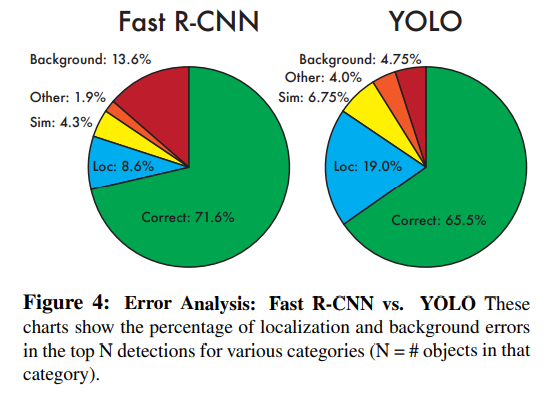 Fast R-CNN
YOLO
Background: 13.6%
Other: 1.9%
Sim: 4.3%
Loc: 8.6%
Correct: 71.6%
Background: 4.75%
Other: 4.0%
Sim: 6.75%
Loc: 19.0%
Correct: 65.5%
Figure 4: Error Analysis: Fast R-CNN vs. YOLO These
charts show the percentage of localization and background errors
in the top N detections for various categories (N = # objects in that
category).